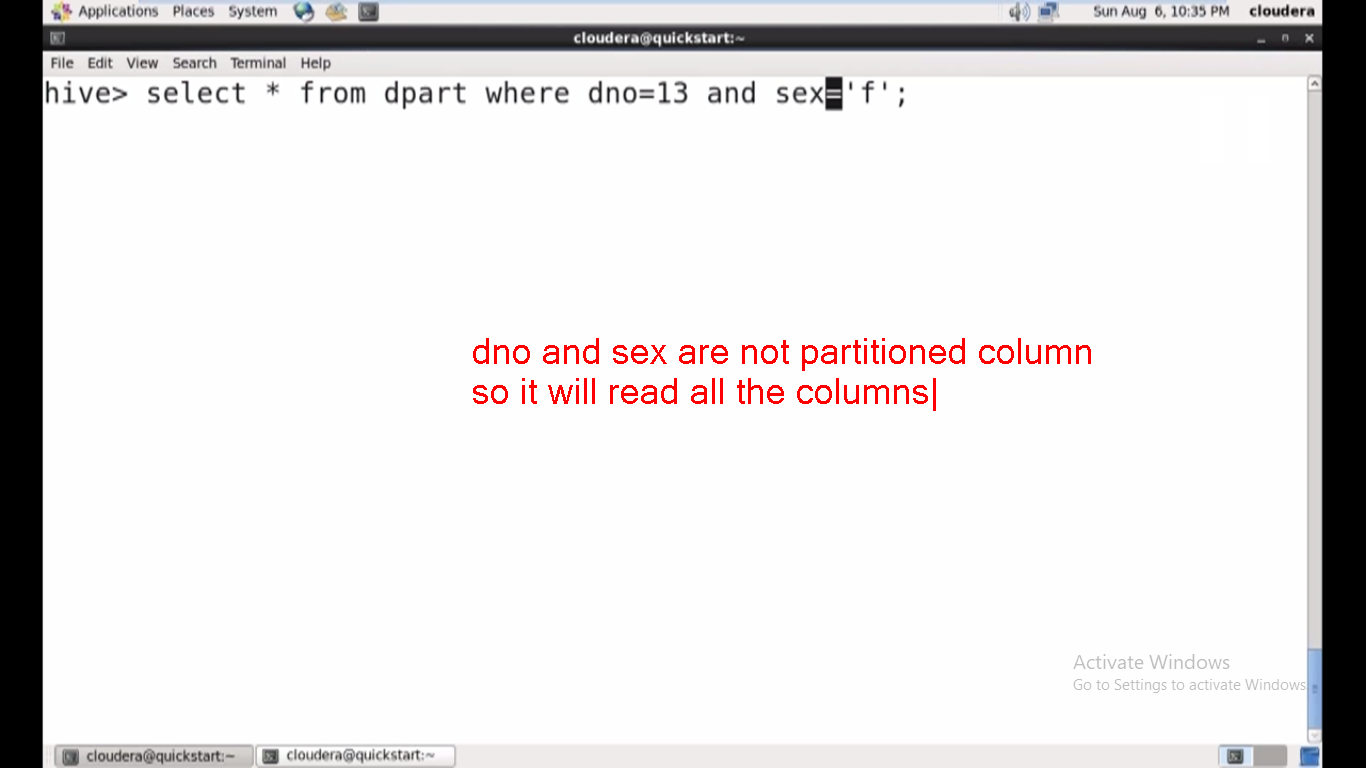 Applications Places System
Sun Aug 6, 10:35 PM cloudera
cloudera@quickstart:~
File Edit View Search Terminal Help
hive> select * from dpart where dno=13 and sex='f';
dno and sex are not partitioned column
so it will read all the columns
Activate Windows
Go to Settings to activate Windows.
cloudera@quickstart:~ cloudera@quickstart:~